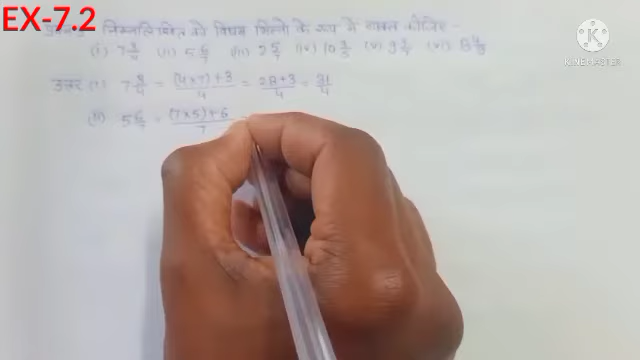 EX-7.2
निम्नलिखित को विषम भिन्नों के रूप में व्यक्त कीजिए -
(i) 7 3/4 (ii) 5 6/7 (iii) 2 5/6 (iv) 10 3/5 (v) 9 3/7 (vi) 8 4/9
KINEMASTER
उत्तर (i) 7 3/4 = (4×7)+3/4 = 28+3/4 = 31/4
(ii) 5 6/7 = (7×5)+6/7